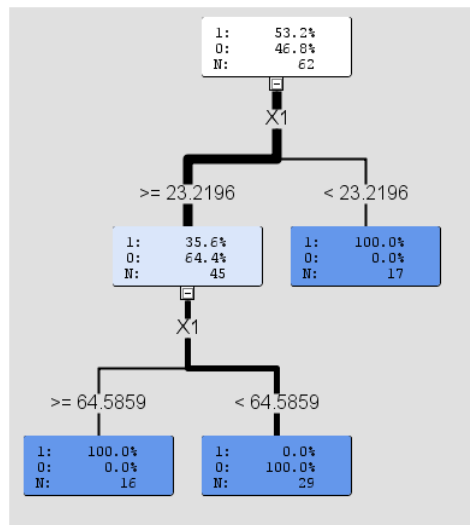 1: 53.2%
0: 46.8%
N: 62
X1
>= 23.2196 < 23.2196
1: 35.6%
0: 64.4%
N: 45
1: 100.0%
0: 0.0%
N: 17
X1
>= 64.5859 < 64.5859
1: 100.0%
0: 0.0%
N: 16
1: 0.0%
0: 100.0%
N: 29